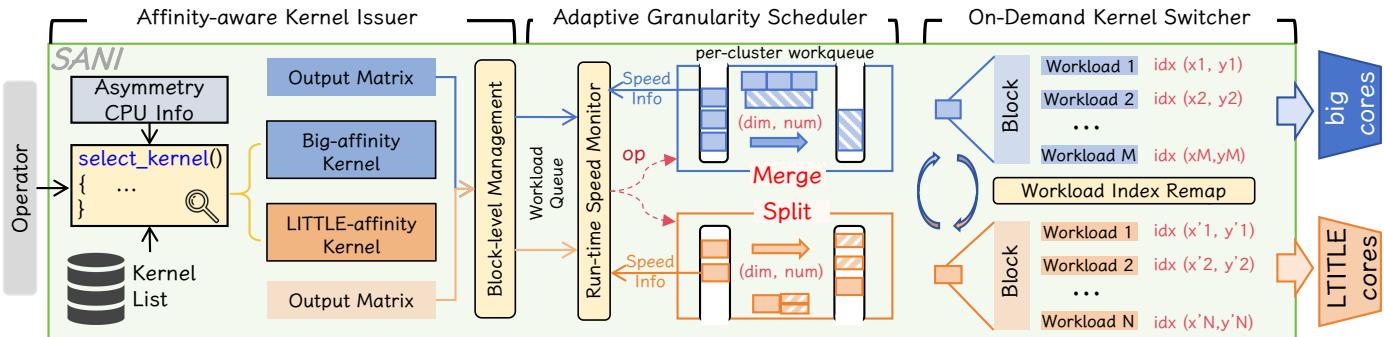 Affinity-aware Kernel Issuer
Adaptive Granularity Scheduler
On-Demand Kernel Switcher
SANI
Operator
Asymmetry
CPU Info
select_kernel()
{ ...
}
Kernel
List
Output Matrix
Big-affinity
Kernel
LITTLE-affinity
Kernel
Output Matrix
Block-level Management
Workload
Queue
Run-time Speed Monitor
per-cluster workqueue
Speed
Info
(dim, num)
op
Merge
Split
Speed
Info
(dim, num)
Block
Workload 1 idx (x1, y1)
Workload 2 idx (x2, y2)
...
Workload M idx (xM,yM)
Workload Index Remap
Block
Workload 1 idx (x'1, y'1)
Workload 2 idx (x'2, y'2)
...
Workload N idx (x'N,y'N)
big
cores
LTITLE
cores